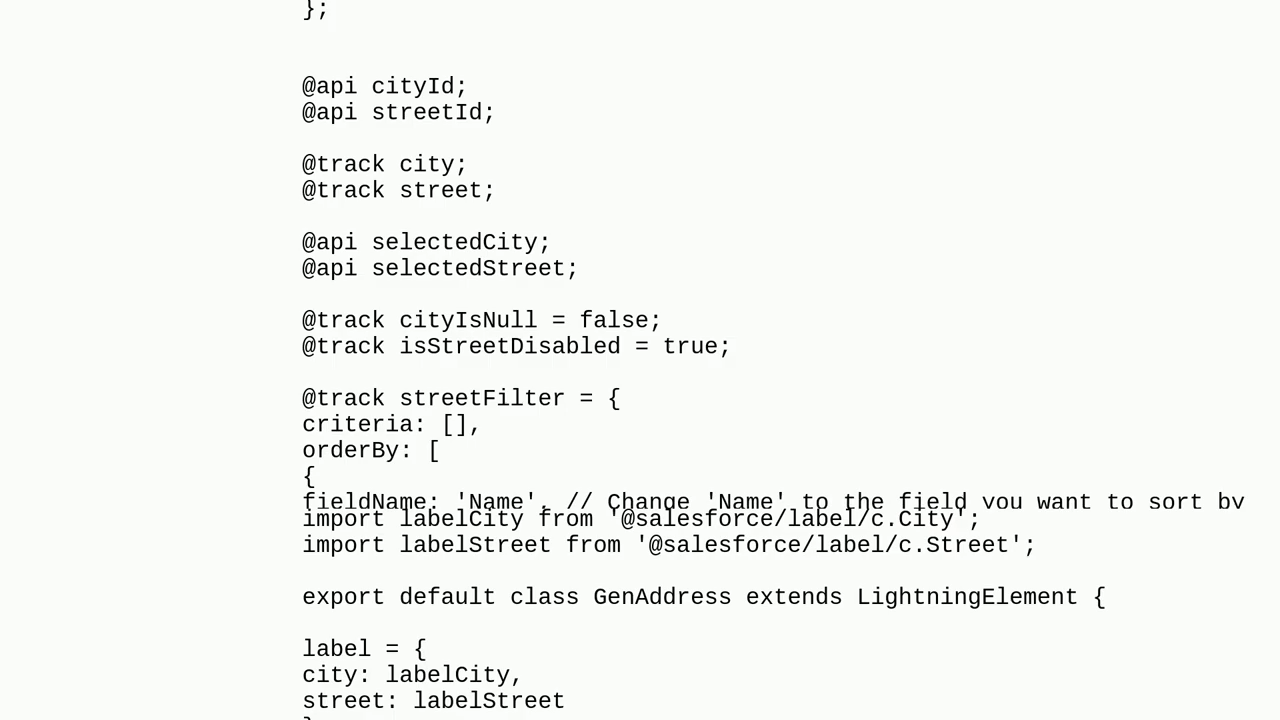 };
@api cityId;
@api streetId;
@track city;
@track street;
@api selectedCity;
@api selectedStreet;
@track cityIsNull = false;
@track isStreetDisabled = true;
@track streetFilter = {
criteria: [],
orderBy: [
{
fieldName: 'Name', // Change 'Name' to the field you want to sort by
import labelCity from '@salesforce/label/c.City';
import labelStreet from '@salesforce/label/c.Street';
export default class GenAddress extends LightningElement {
label = {
city: labelCity,
street: labelStreet